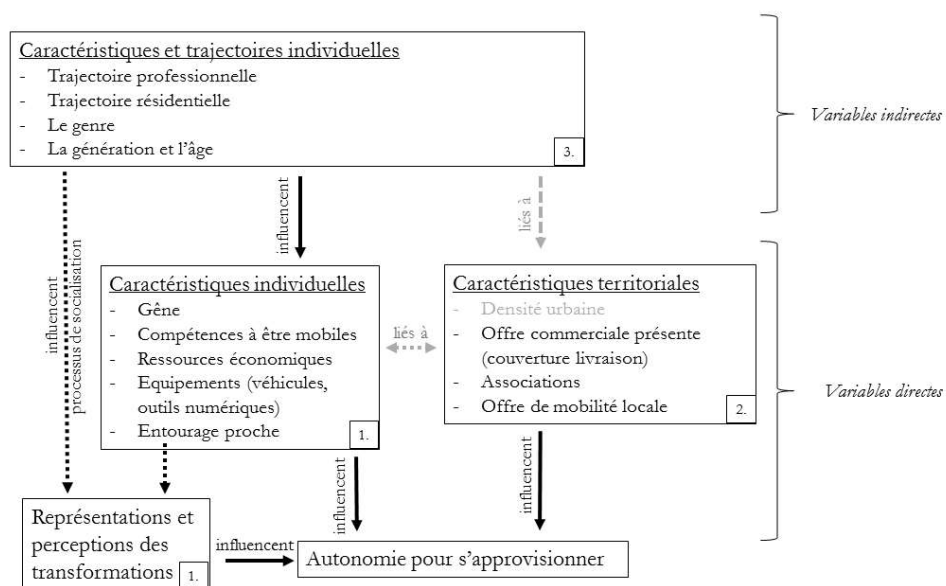 Caractéristiques et trajectoires individuelles
- Trajectoire professionnelle
- Trajectoire résidentielle
- Le genre
- La génération et l'âge
3.
Variables indirectes
influencent
processus de socialisation
influencent
liés à
Caractéristiques individuelles
- Gêne
- Compétences à être mobiles
- Ressources économiques
- Equipements (véhicules,
outils numériques)
- Entourage proche
1.
liés à
Caractéristiques territoriales
- Densité urbaine
- Offre commerciale présente
(couverture livraison)
- Associations
- Offre de mobilité locale
2.
Variables directes
influencent
influencent
Représentations et
perceptions des
transformations
1.
influencent
Autonomie pour s'approvisionner